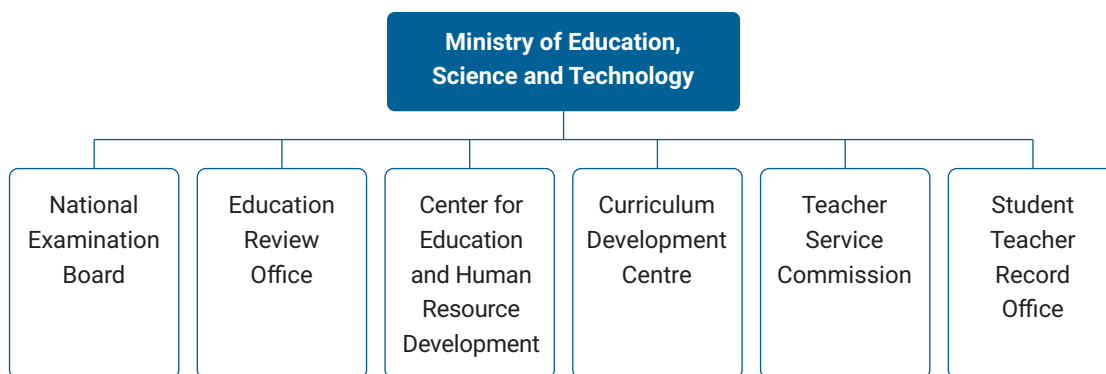 Ministry of Education,
Science and Technology
National
Examination
Board
Education
Review
Office
Center for
Education
and Human
Resource
Development
Curriculum
Development
Centre
Teacher
Service
Commission
Student
Teacher
Record
Office